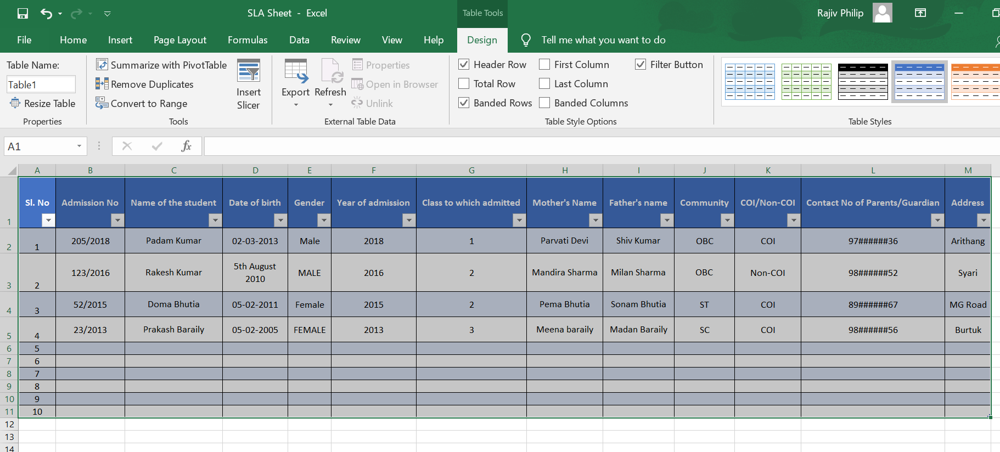 SLA Sheet - Excel
Table Tools
Rajiv Philip
File Home Insert Page Layout Formulas Data Review View Help Design Tell me what you want to do
Table Name:
Table1
Resize Table
Properties
Summarize with PivotTable
Remove Duplicates
Convert to Range
Tools
Insert
Slicer
Export
Refresh
Properties
Open in Browser
Unlink
External Table Data
Header Row First Column Filter Button
Total Row Last Column
Banded Rows Banded Columns
Table Style Options
Table Styles
A1
fx
A B C D E F G H I J K L M
1 Sl. No Admission No Name of the student Date of birth Gender Year of admission Class to which admitted Mother's Name Father's name Community COI/Non-COI Contact No of Parents/Guardian Address
2 1 205/2018 Padam Kumar 02-03-2013 Male 2018 1 Parvati Devi Shiv Kumar OBC COI 97######36 Arithang
3 2 123/2016 Rakesh Kumar 5th August 2010 MALE 2016 2 Mandira Sharma Milan Sharma OBC Non-COI 98######52 Syari
4 3 52/2015 Doma Bhutia 05-02-2011 Female 2015 2 Pema Bhutia Sonam Bhutia ST COI 89######67 MG Road
5 4 23/2013 Prakash Baraily 05-02-2005 FEMALE 2013 3 Meena baraily Madan Baraily SC COI 98######56 Burtuk
6 5
7 6
8 7
9 8
10 9
11 10
12
13
14